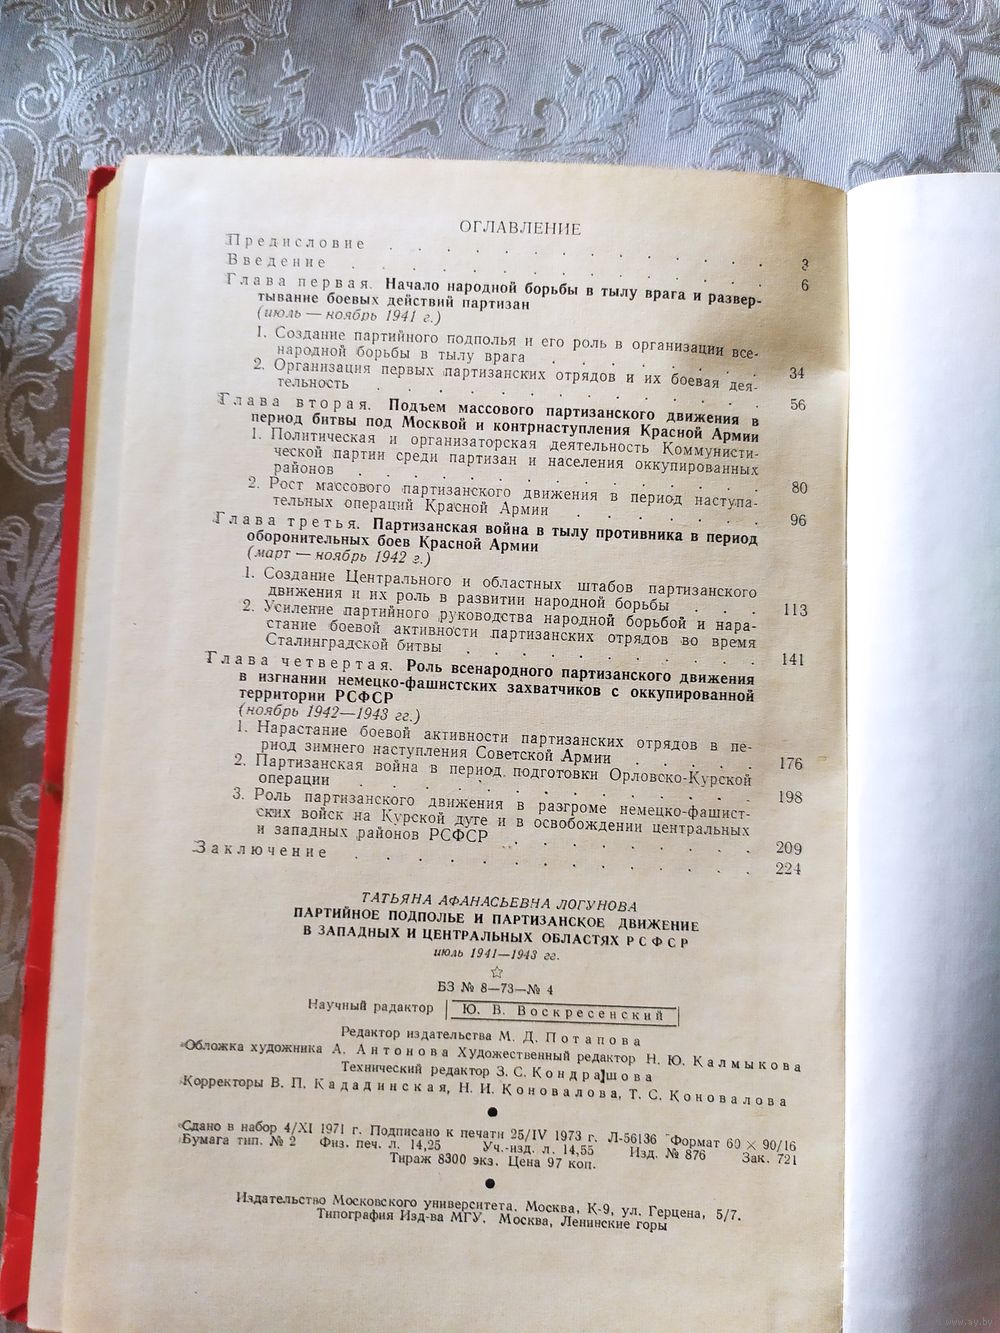 ОГЛАВЛЕНИЕ
Предисловие . . . . . . . . . . . . 3
Введение . . . . . . . . . . . . 6
Глава первая. Начало народной борьбы в тылу врага и развер-
тывание боевых действий партизан
(июль — ноябрь 1941 г.)
1. Создание партийного подполья и его роль в организации все-
народной борьбы в тылу врага . . . . . . . 34
2. Организация первых партизанских отрядов и их боевая дея-
тельность . . . . . . . . . . . . 56
Глава вторая. Подъем массового партизанского движения в
период битвы под Москвой и контрнаступления Красной Армии
1. Политическая и организаторская деятельность Коммунисти-
ческой партии среди партизан и населения оккупированных
районов . . . . . . . . . . . . 80
2. Рост массового партизанского движения в период наступа-
тельных операций Красной Армии . . . . . . 96
Глава третья. Партизанская война в тылу противника в период
оборонительных боев Красной Армии
(март — ноябрь 1942 г.)
1. Создание Центрального и областных штабов партизанского
движения и их роль в развитии народной борьбы . . . 113
2. Усиление партийного руководства народной борьбой и нара-
стание боевой активности партизанских отрядов во время
Сталинградской битвы . . . . . . . . . 141
Глава четвертая. Роль всенародного партизанского движения
в изгнании немецко-фашистских захватчиков с оккупированной
территории РСФСР
(ноябрь 1942—1943 гг.)
1. Нарастание боевой активности партизанских отрядов в пе-
риод зимнего наступления Советской Армии . . . . 176
2. Партизанская война в период подготовки Орловско-Курской
операции . . . . . . . . . . . . 198
3. Роль партизанского движения в разгроме немецко-фашист-
ских войск на Курской дуге и в освобождении центральных
и западных районов РСФСР . . . . . . . . 209
Заключение . . . . . . . . . . . . 224
ТАТЬЯНА АФАНАСЬЕВНА ЛОГУНОВА
ПАРТИЙНОЕ ПОДПОЛЬЕ И ПАРТИЗАНСКОЕ ДВИЖЕНИЕ
В ЗАПАДНЫХ И ЦЕНТРАЛЬНЫХ ОБЛАСТЯХ РСФСР
июль 1941—1943 гг.
БЗ № 8—73—№ 4
Научный радактор Ю. В. Воскресенский
Редактор издательства М. Д. Потапова
Обложка художника А. Антонова Художественный редактор Н. Ю. Калмыкова
Технический редактор З. С. Кондрашова
Корректоры В. П. Кададинская, Н. И. Коновалова, Т. С. Коновалова
Сдано в набор 4/XI 1971 г. Подписано к печати 25/IV 1973 г. Л-56136 Формат 60 × 90/16
Бумага тип. № 2 Физ. печ. л. 14,25 Уч.-изд. л. 14,55 Изд. № 876 Зак. 721
Тираж 8300 экз. Цена 97 коп.
Издательство Московского университета. Москва, К-9, ул. Герцена, 5/7.
Типография Изд-ва МГУ. Москва, Ленинские горы
www.ay.by